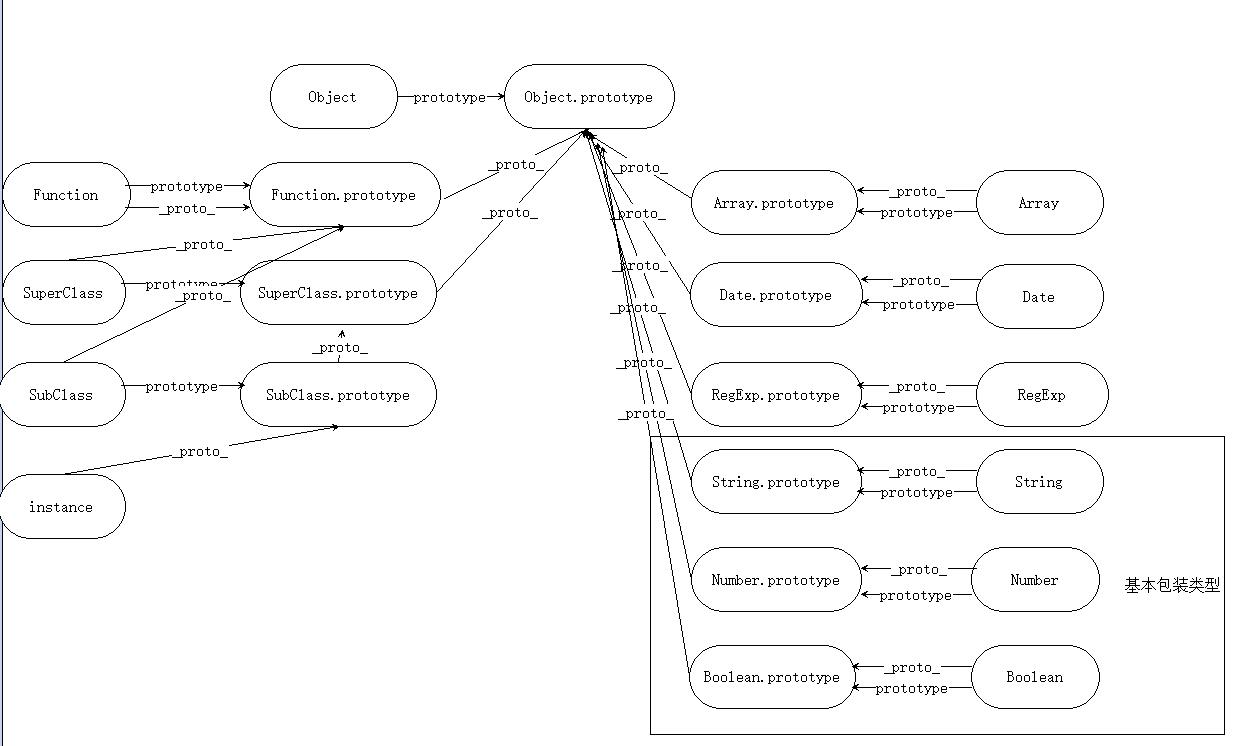 Object
prototype
Object.prototype
Function
prototype
_proto_
Function.prototype
_proto_
_proto_
_proto_
Array.prototype
_proto_
prototype
Array
_proto_
SuperClass
prototype
_proto_
SuperClass.prototype
_proto_
_proto_
Date.prototype
_proto_
prototype
Date
_proto_
_proto_
SubClass
prototype
SubClass.prototype
_proto_
RegExp.prototype
_proto_
prototype
RegExp
_proto_
_proto_
instance
String.prototype
_proto_
prototype
String
Number.prototype
_proto_
prototype
Number
基本包装类型
Boolean.prototype
_proto_
prototype
Boolean